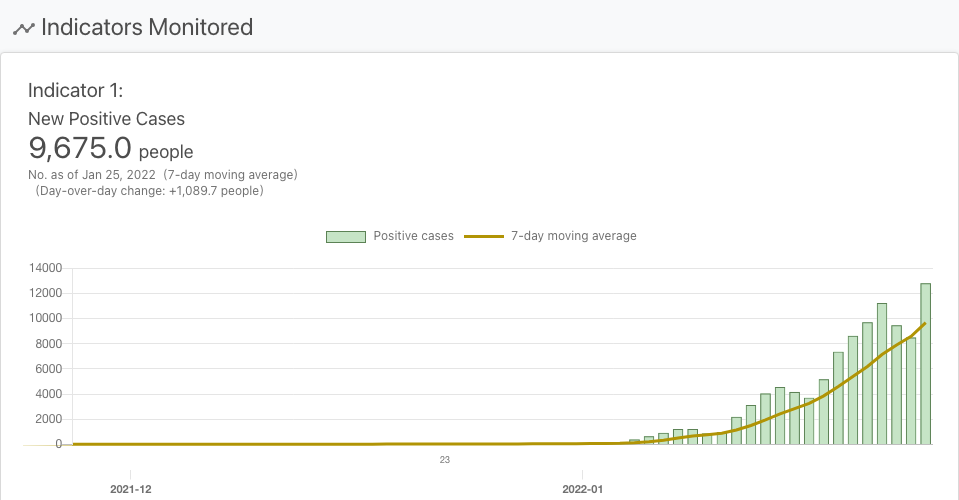 Indicators Monitored
Indicator 1:
New Positive Cases
9,675.0 people
No. as of Jan 25, 2022 (7-day moving average)
(Day-over-day change: +1,089.7 people)
Positive cases 7-day moving average
14000
12000
10000
8000
6000
4000
2000
0
23
2021-12 2022-01